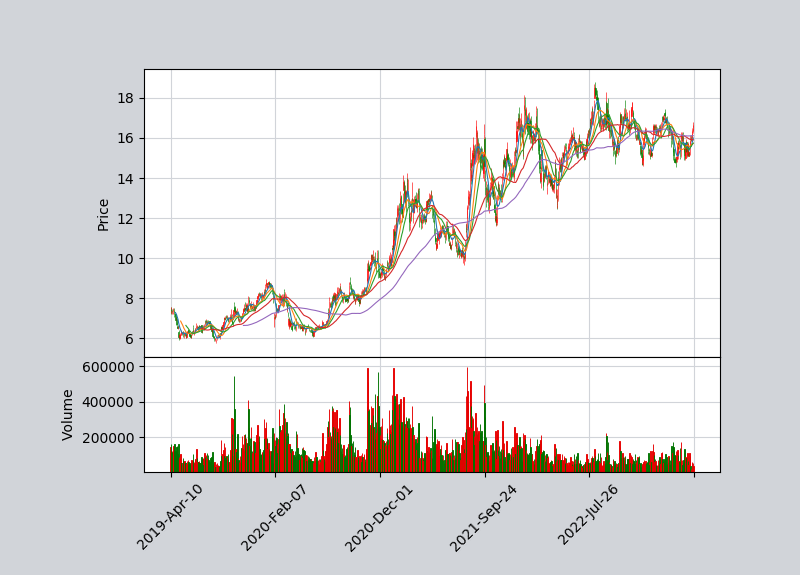 18
16
14
12
10
8
6
Price
600000
400000
200000
Volume
2019-Apr-10
2020-Feb-07
2020-Dec-01
2021-Sep-24
2022-Jul-26